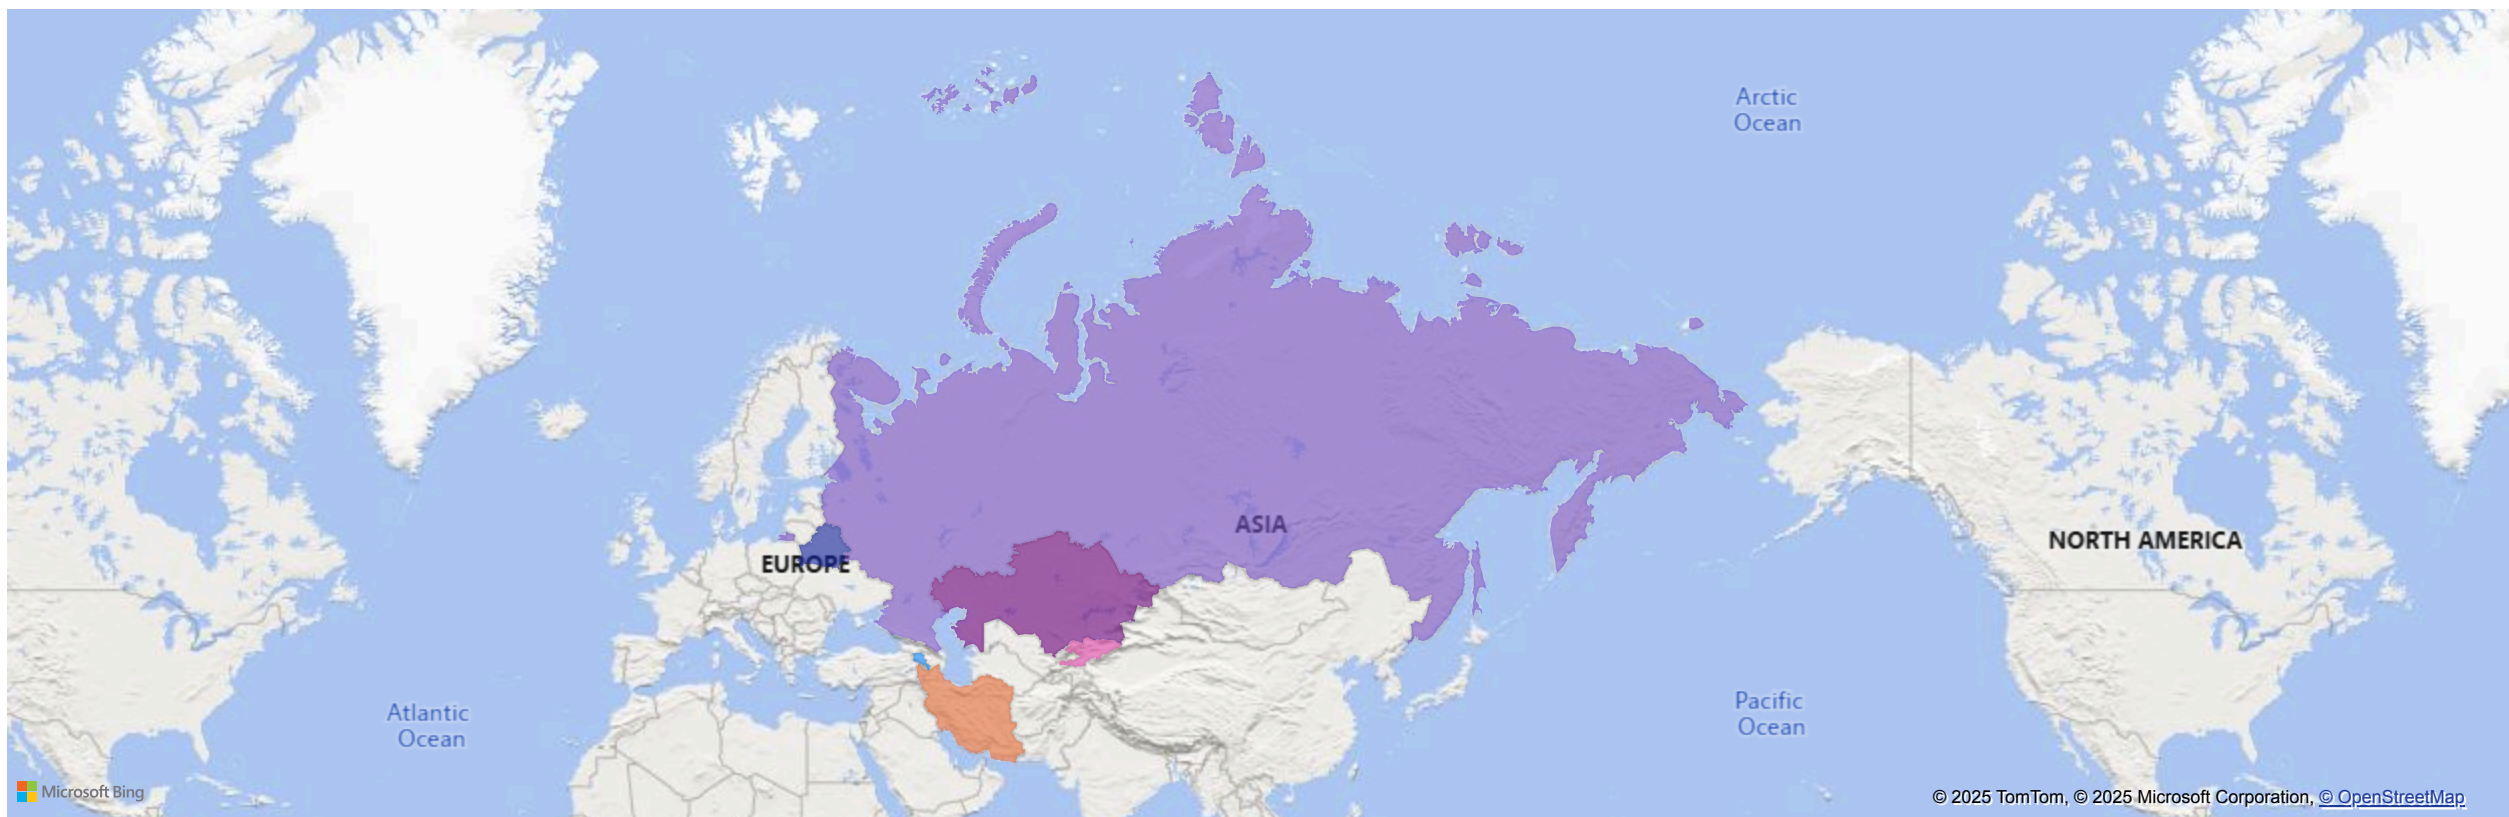 Arctic
Ocean
ASIA
NORTH AMERICA
EUROPE
Atlantic
Ocean
Pacific
Ocean
Microsoft Bing
© 2025 TomTom, © 2025 Microsoft Corporation, © OpenStreetMap